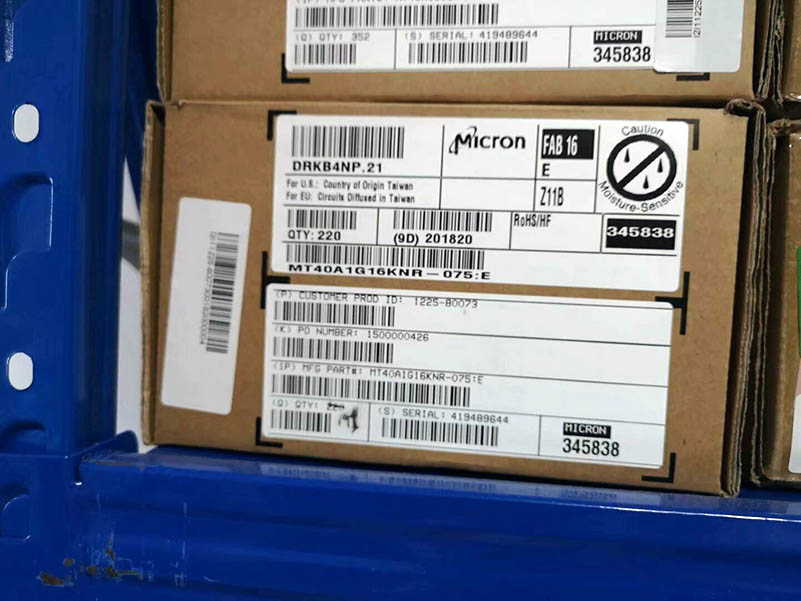 (Q) QTY: 352
(S) SERIAL: 419489644
MICRON
345838
DRKB4NP.21
Micron
FAB 16
E
Caution
Moisture-Sensitive
For U.S.: Country of Origin Taiwan
For EU: Circuits Diffused in Taiwan
Z11B
QTY: 220
(9D) 201820
RoHS/HF
345838
MT40A1G16KNR-075:E
(P) CUSTOMER PROD ID: 1225-80073
(K) PO NUMBER: 1500000426
(1P) MFG PART#: MT40A1G16KNR-075:E
(Q) QTY: 220
(S) SERIAL: 419489644
MICRON
345838